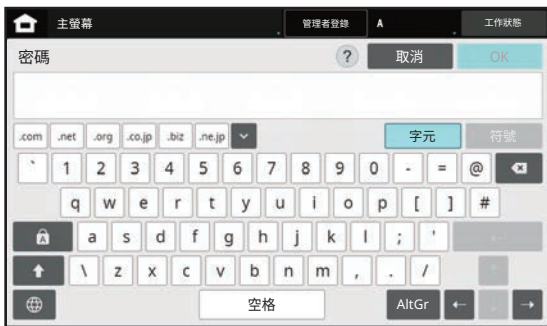 主螢幕 管理者登錄 A 工作狀態
密碼 ? 取消 OK
.com .net .org .co.jp .biz .ne.jp 字元 符號
` 1 2 3 4 5 6 7 8 9 0 - = @
q w e r t y u i o p [ ] #
A a s d f g h j k l ; '
\ z x c v b n m , . /
空格 AltGr ← ↓ →